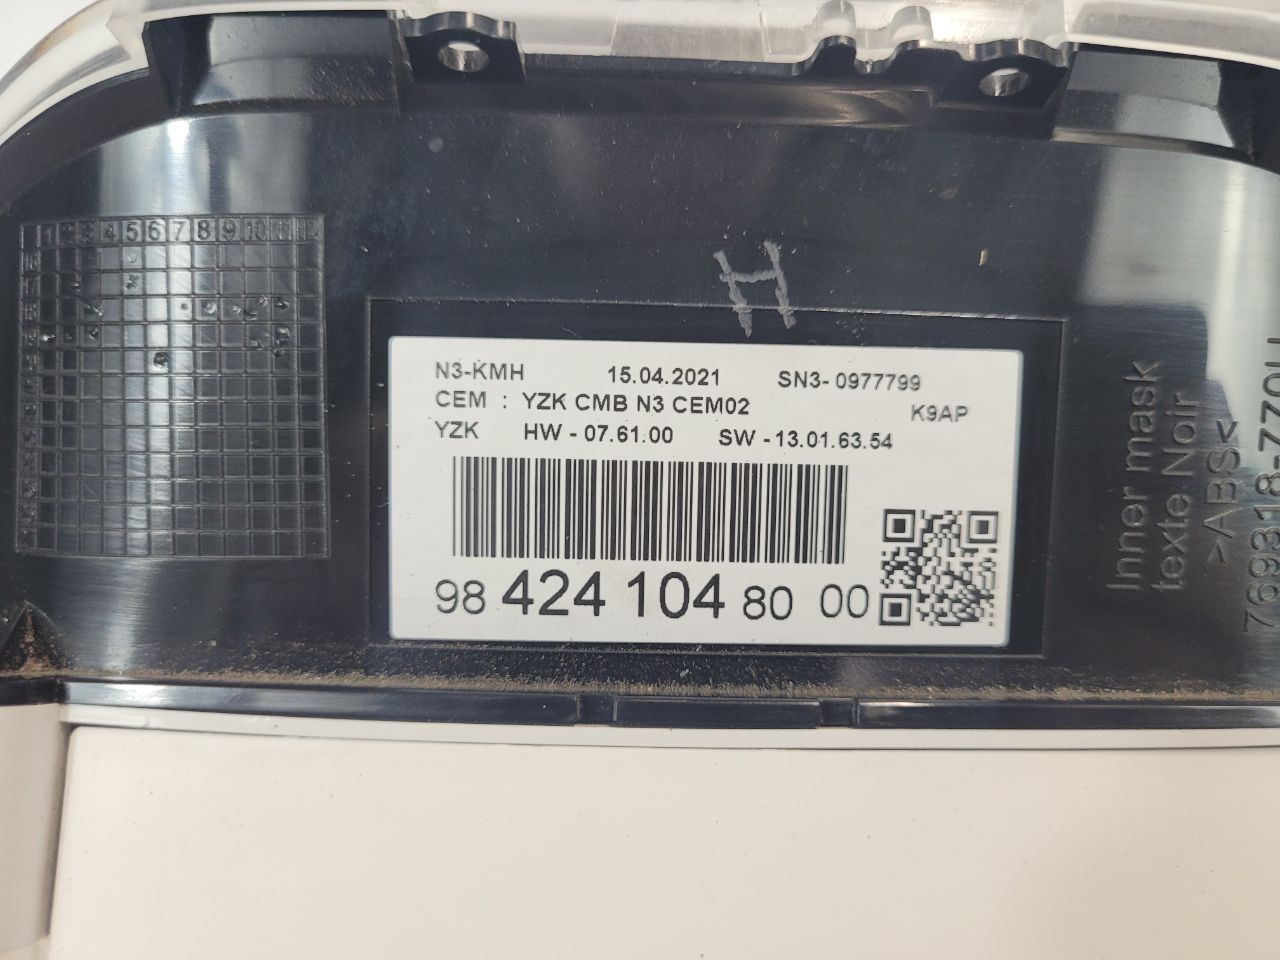 1 2 3 4 5 6 7 8 9 10 11 12
H
N3-KMH 15.04.2021 SN3- 0977799
CEM : YZK CMB N3 CEM02 K9AP
YZK HW - 07.61.00 SW - 13.01.63.54
98 424 104 80 00
Inner mask
texte Noir
>ABS<